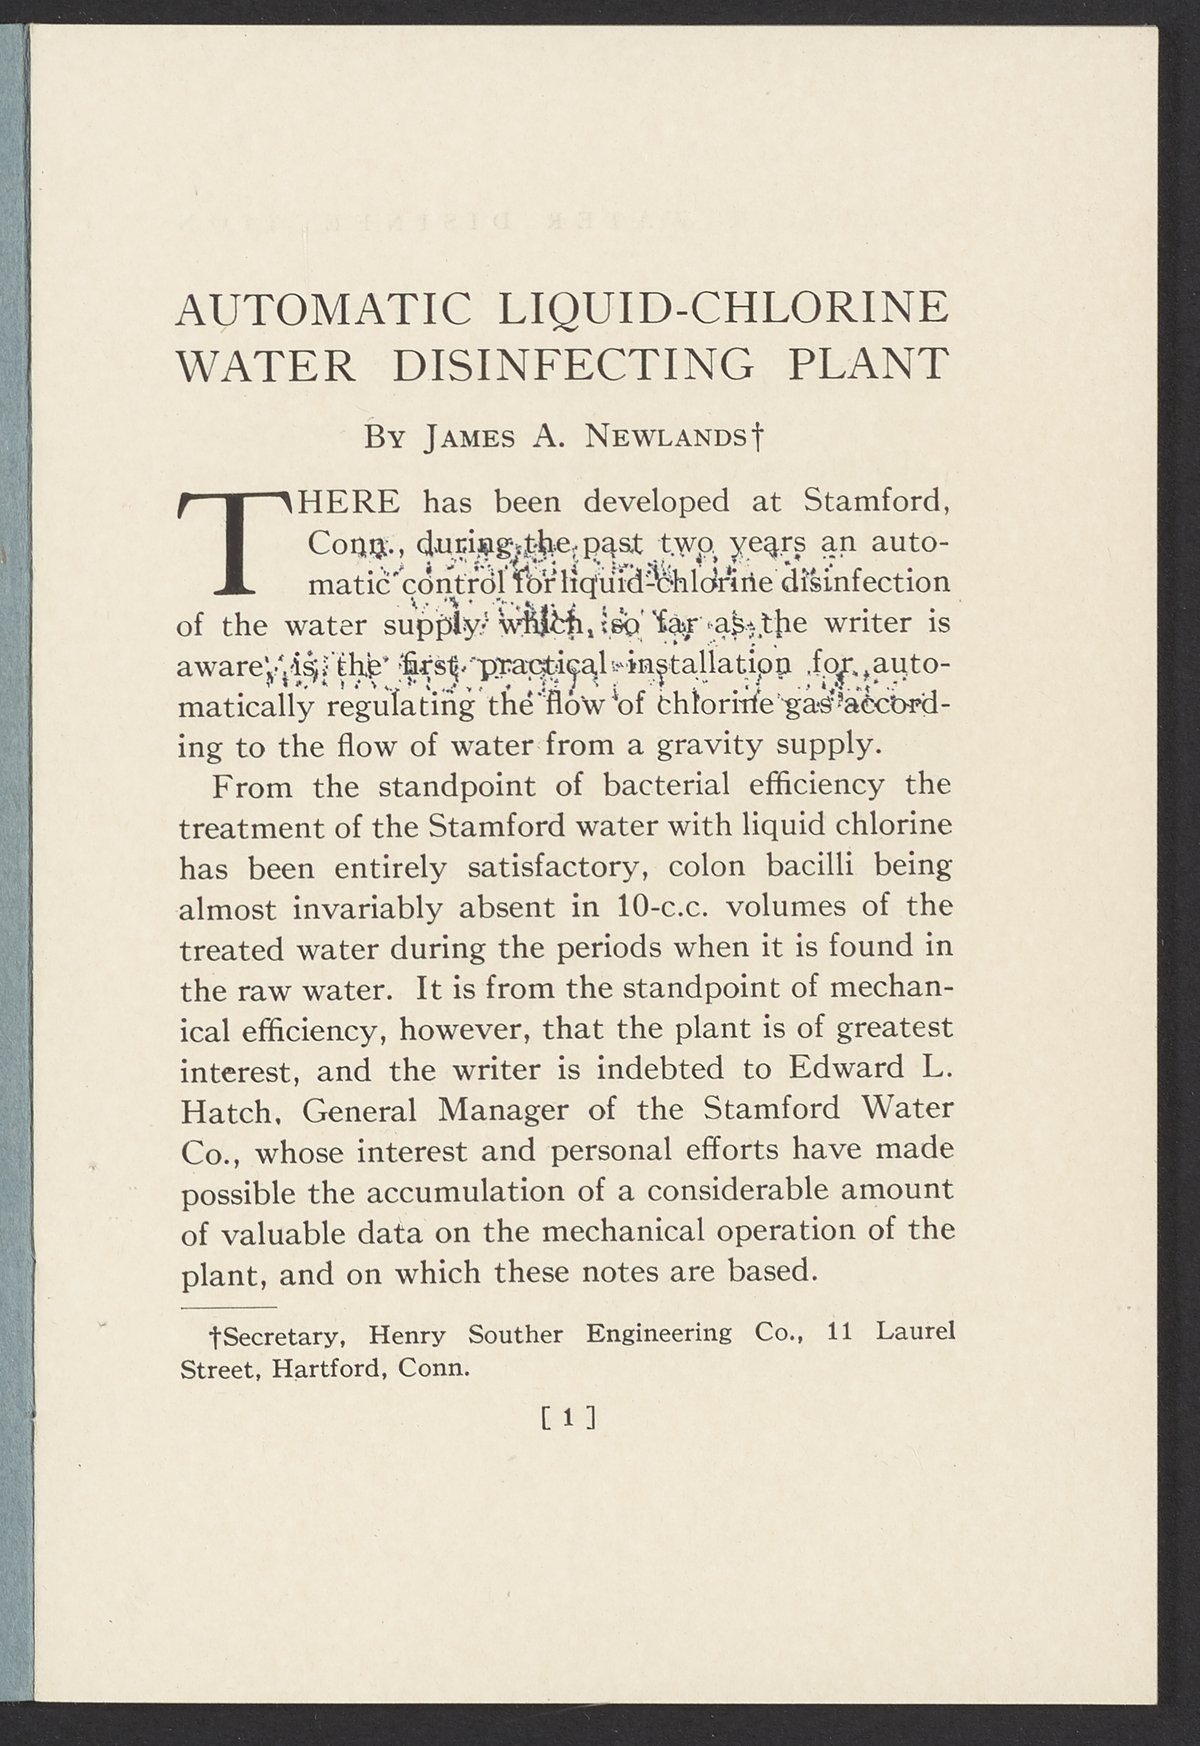 AUTOMATIC LIQUID-CHLORINE
WATER DISINFECTING PLANT
By James A. Newlands†
THERE has been developed at Stamford,
Conn., during the past two years an auto-
matic control for liquid-chlorine disinfection
of the water supply which, so far as the writer is
aware, is the first practical installation for auto-
matically regulating the flow of chlorine gas accord-
ing to the flow of water from a gravity supply.
From the standpoint of bacterial efficiency the
treatment of the Stamford water with liquid chlorine
has been entirely satisfactory, colon bacilli being
almost invariably absent in 10-c.c. volumes of the
treated water during the periods when it is found in
the raw water. It is from the standpoint of mechan-
ical efficiency, however, that the plant is of greatest
interest, and the writer is indebted to Edward L.
Hatch, General Manager of the Stamford Water
Co., whose interest and personal efforts have made
possible the accumulation of a considerable amount
of valuable data on the mechanical operation of the
plant, and on which these notes are based.
†Secretary, Henry Souther Engineering Co., 11 Laurel
Street, Hartford, Conn.
[ 1 ]